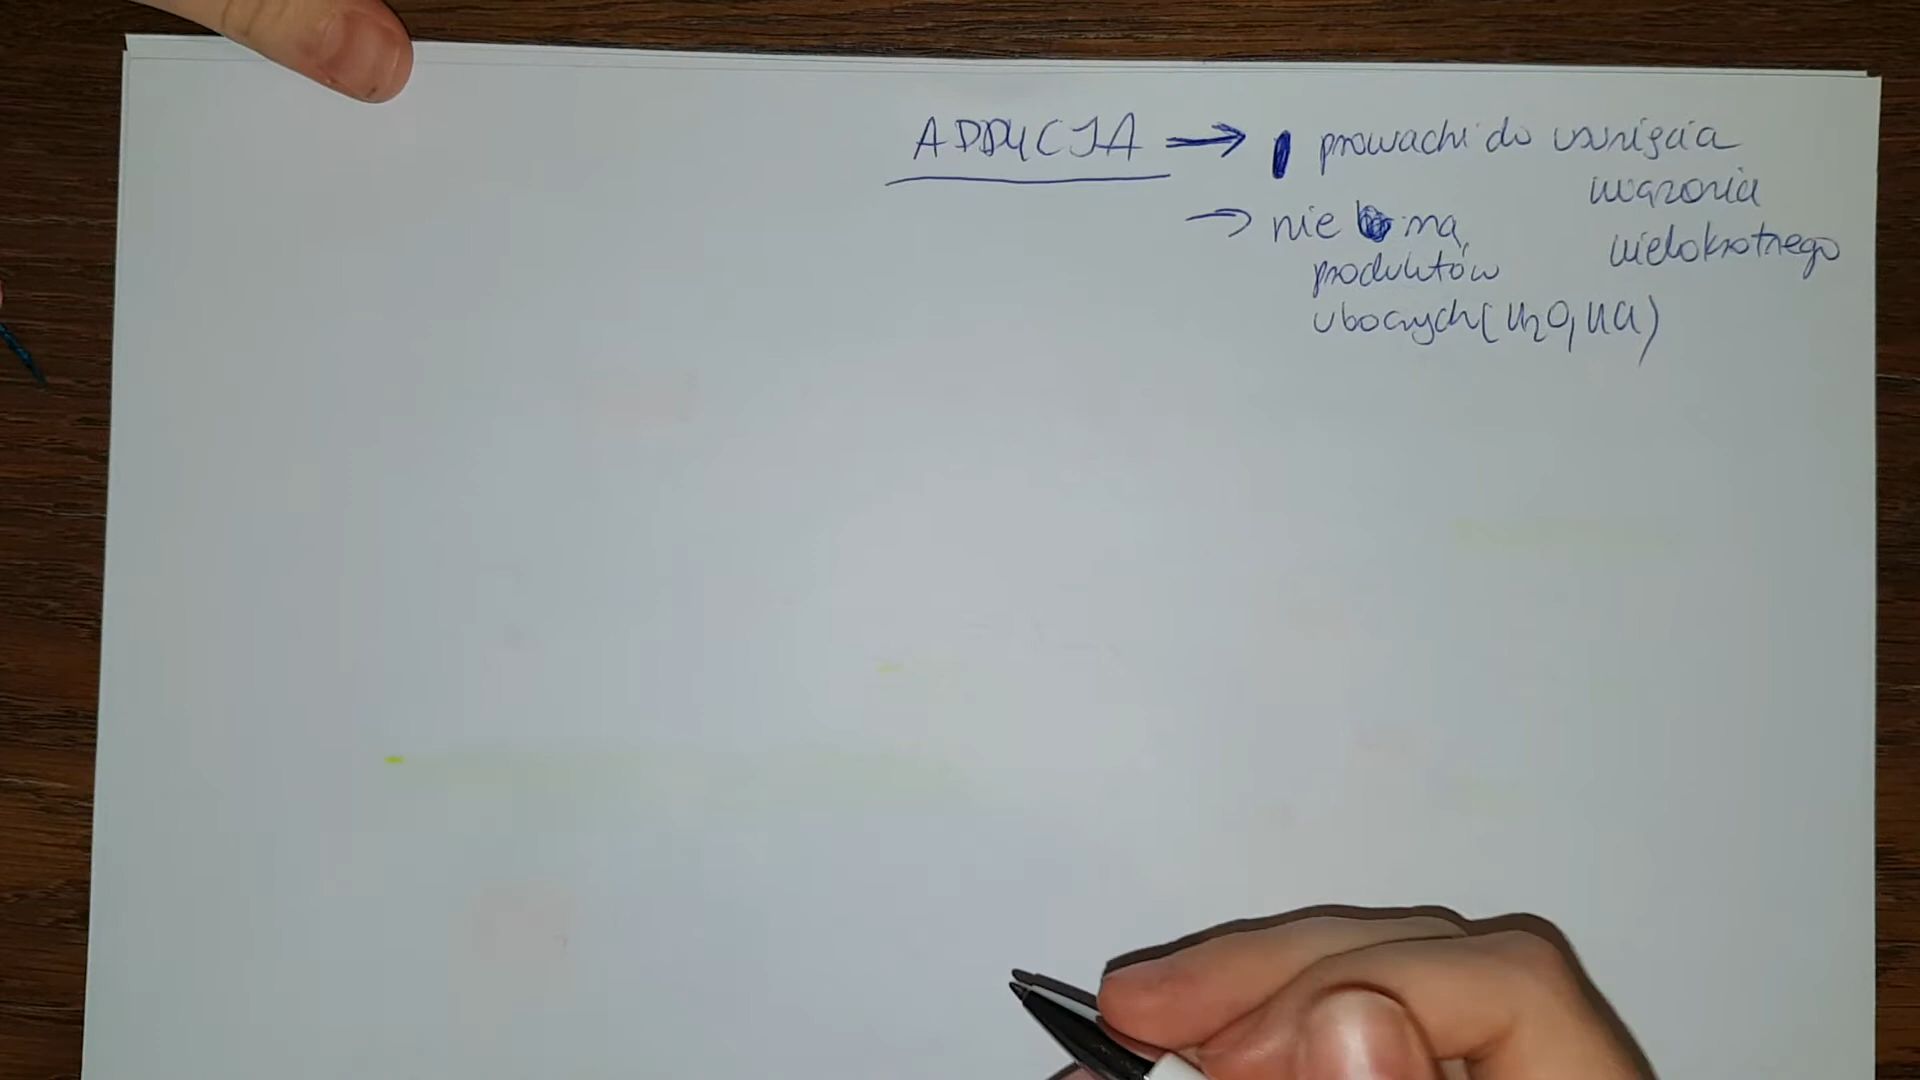 ADDYCJA → prowadzi do usunięcia
wiązania
wielokrotnego
→ nie ma
produktów
ubocznych (H2O, HCl)